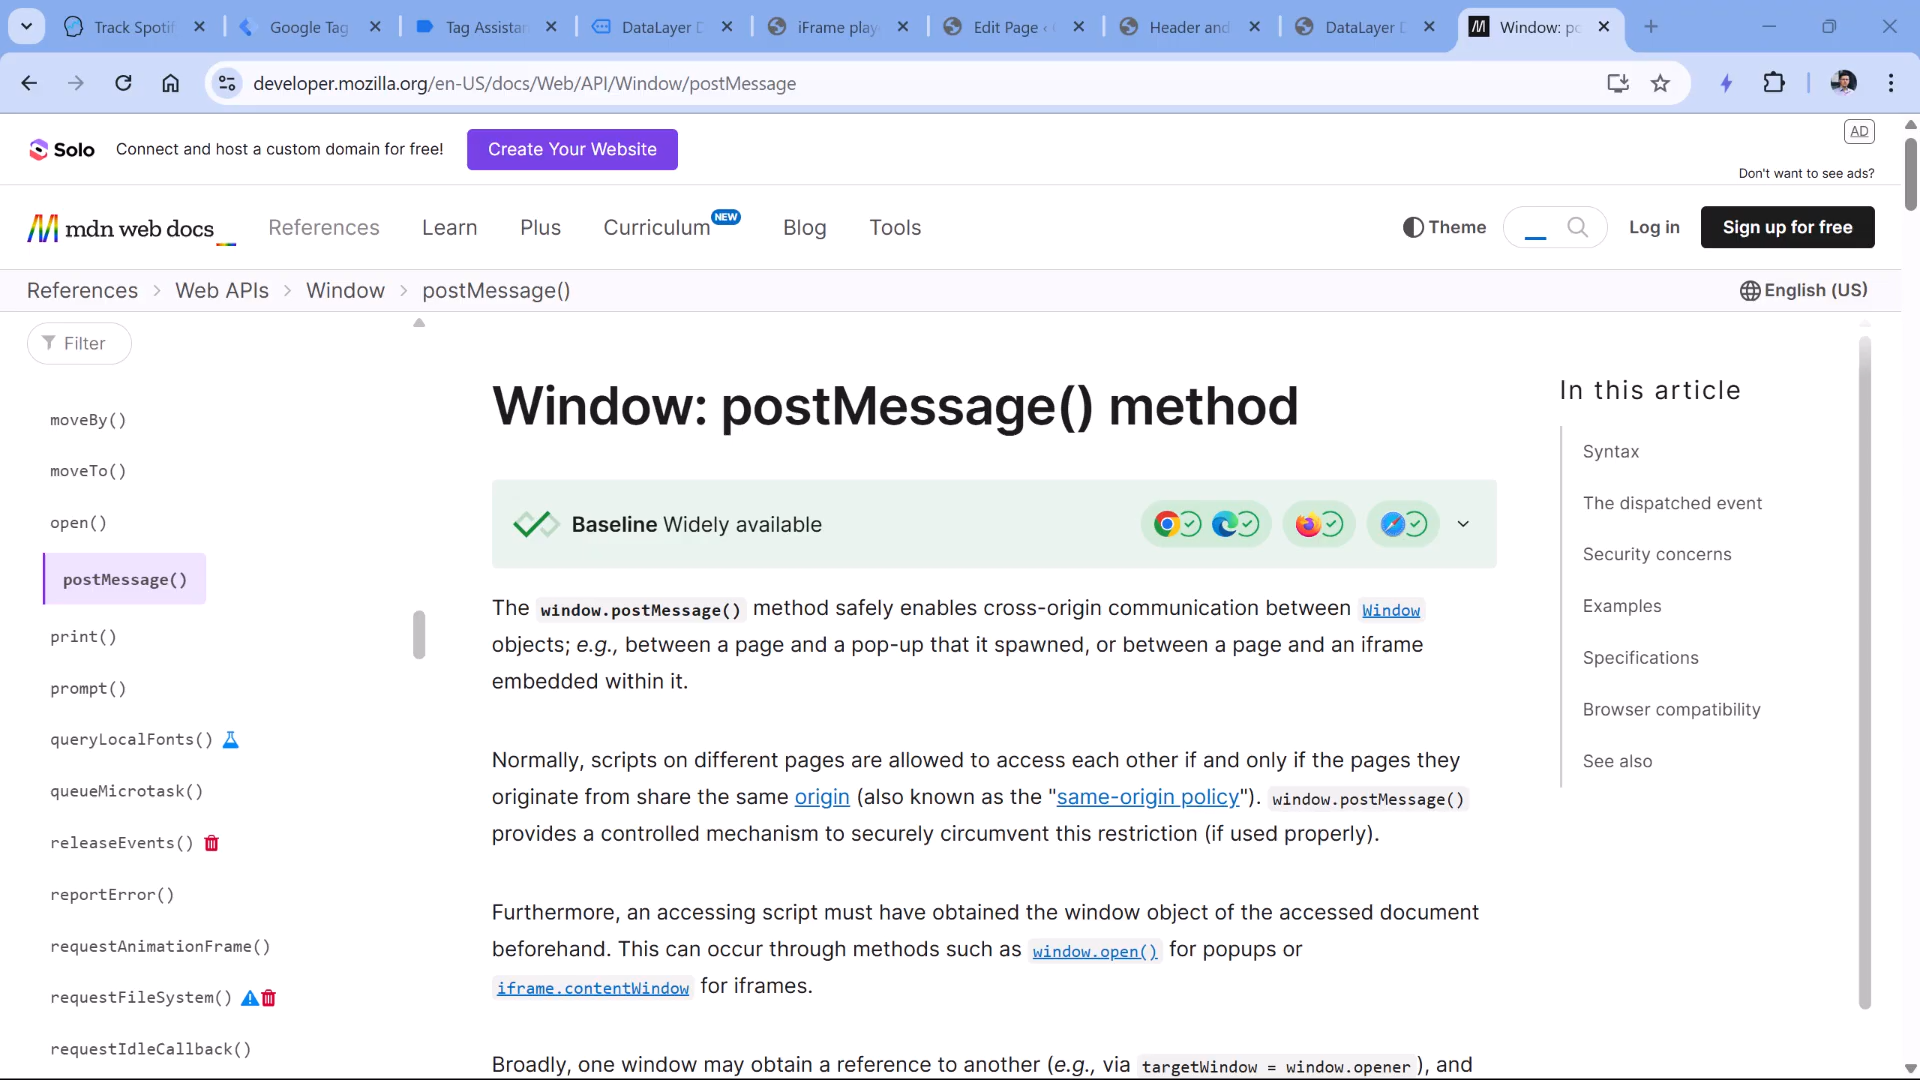 Track Spotif
Google Tag
Tag Assistan
DataLayer D
iFrame play
Edit Page ‹
Header and
DataLayer D
Window: po
developer.mozilla.org/en-US/docs/Web/API/Window/postMessage
Solo
Connect and host a custom domain for free!
Create Your Website
AD
Don't want to see ads?
mdn web docs
References
Learn
Plus
Curriculum NEW
Blog
Tools
Theme
Log in
Sign up for free
References > Web APIs > Window > postMessage()
English (US)
Filter
moveBy()
moveTo()
open()
postMessage()
print()
prompt()
queryLocalFonts()
queueMicrotask()
releaseEvents()
reportError()
requestAnimationFrame()
requestFileSystem()
requestIdleCallback()
Window: postMessage() method
Baseline Widely available
The window.postMessage() method safely enables cross-origin communication between Window
objects; e.g., between a page and a pop-up that it spawned, or between a page and an iframe
embedded within it.
Normally, scripts on different pages are allowed to access each other if and only if the pages they
originate from share the same origin (also known as the "same-origin policy"). window.postMessage()
provides a controlled mechanism to securely circumvent this restriction (if used properly).
Furthermore, an accessing script must have obtained the window object of the accessed document
beforehand. This can occur through methods such as window.open() for popups or
iframe.contentWindow for iframes.
Broadly, one window may obtain a reference to another (e.g., via targetWindow = window.opener), and
In this article
Syntax
The dispatched event
Security concerns
Examples
Specifications
Browser compatibility
See also